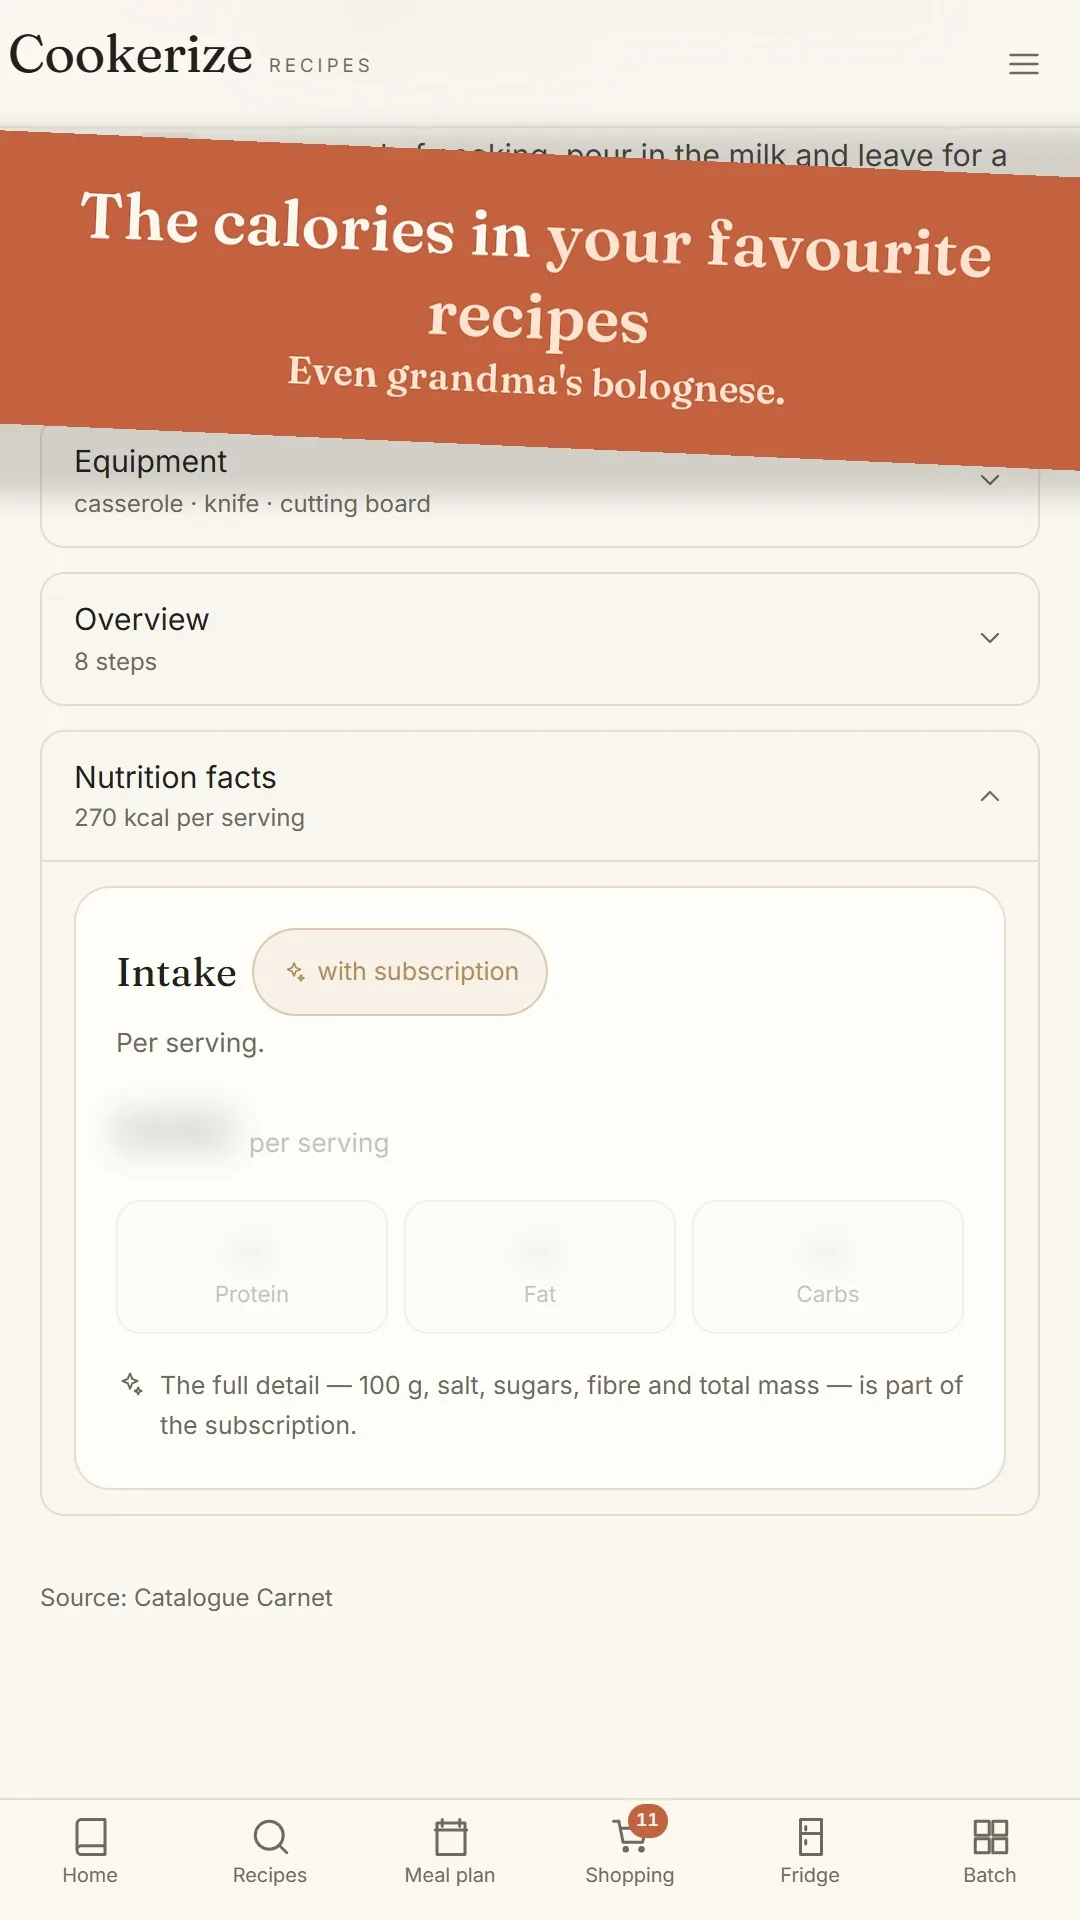 Cookerize RECIPES
pour in the milk and leave for a
The calories in your favourite
recipes
Even grandma's bolognese.
Equipment
casserole · knife · cutting board
Overview
8 steps
Nutrition facts
270 kcal per serving
Intake
with subscription
Per serving.
per serving
Protein
Fat
Carbs
The full detail — 100 g, salt, sugars, fibre and total mass — is part of
the subscription.
Source: Catalogue Carnet
11
Home
Recipes
Meal plan
Shopping
Fridge
Batch